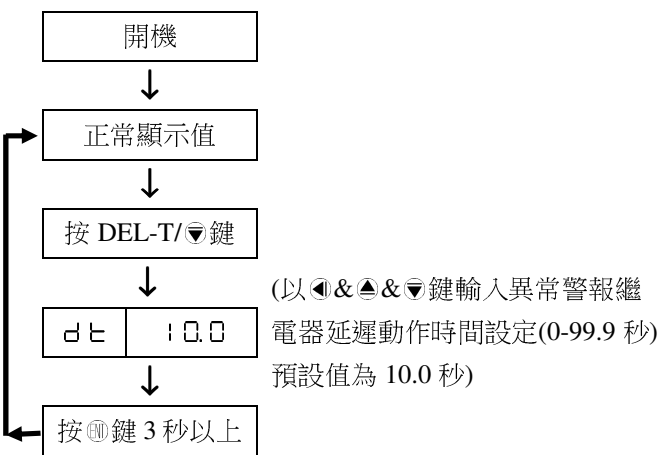 開機
正常顯示值
按 DEL-T/▼鍵
dt 10.0
按 ENT 鍵 3 秒以上
(以◀&▲&▼鍵輸入異常警報繼
電器延遲動作時間設定(0-99.9 秒)
預設值為 10.0 秒)